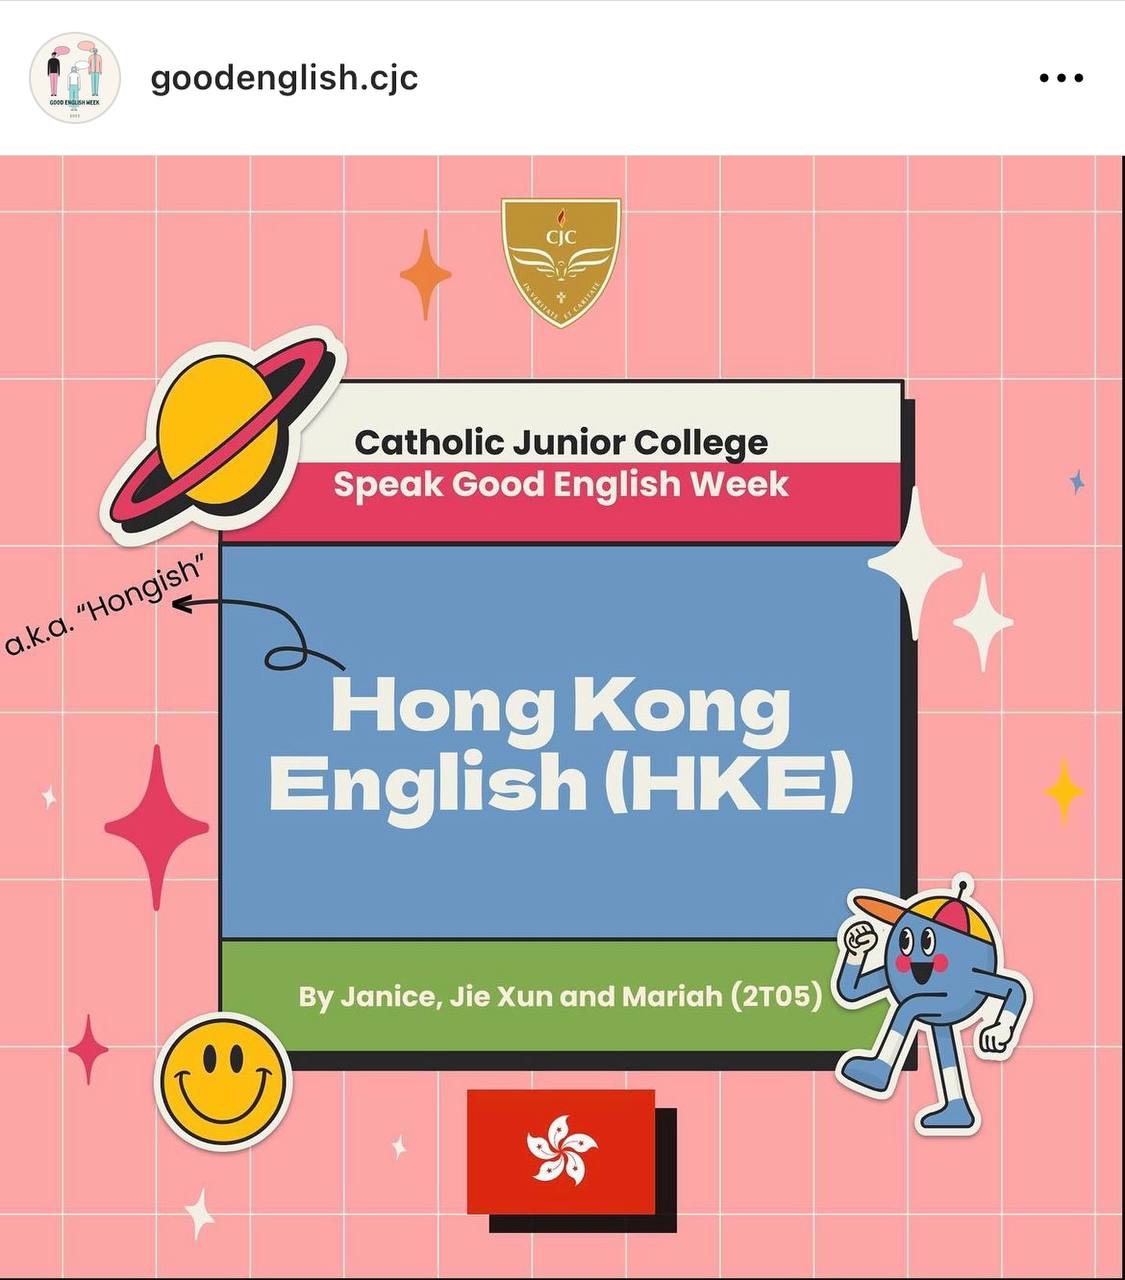 GOOD ENGLISH WEEK
goodenglish.cjc
CJC
IN VERITATE ET CARITATE
Catholic Junior College
Speak Good English Week
a.k.a. “Hongish”
Hong Kong
English (HKE)
By Janice, Jie Xun and Mariah (2T05)